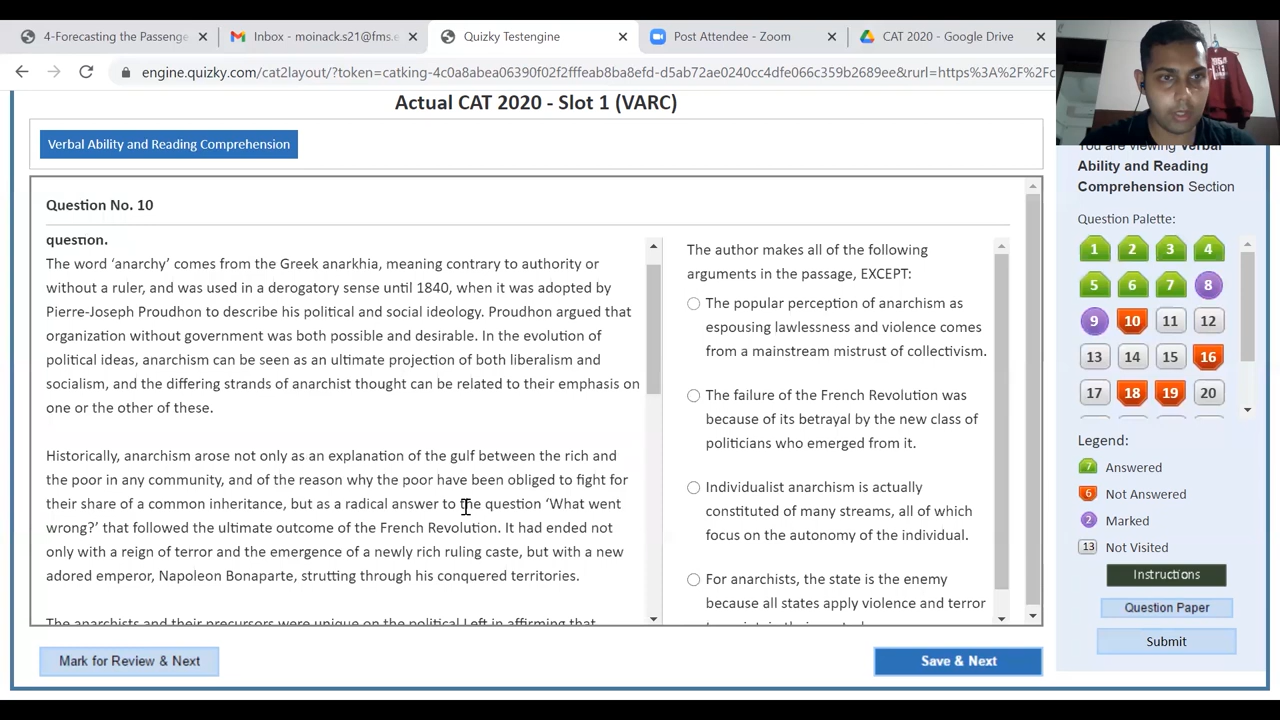 4-Forecasting the Passenge
Inbox - moinack.s21@fms.e
Quizky Testengine
Post Attendee - Zoom
CAT 2020 - Google Drive
engine.quizky.com/cat2layout/?token=catking-4c0a8abea06390f02f2fffeab8ba8efd-d5ab72ae0240cc4dfe066c359b2689ee&rurl=https%3A%2F%2Fc
Actual CAT 2020 - Slot 1 (VARC)
Verbal Ability and Reading Comprehension
Question No. 10
question.
The word ‘anarchy’ comes from the Greek anarkhia, meaning contrary to authority or
without a ruler, and was used in a derogatory sense until 1840, when it was adopted by
Pierre-Joseph Proudhon to describe his political and social ideology. Proudhon argued that
organization without government was both possible and desirable. In the evolution of
political ideas, anarchism can be seen as an ultimate projection of both liberalism and
socialism, and the differing strands of anarchist thought can be related to their emphasis on
one or the other of these.
Historically, anarchism arose not only as an explanation of the gulf between the rich and
the poor in any community, and of the reason why the poor have been obliged to fight for
their share of a common inheritance, but as a radical answer to the question ‘What went
wrong?’ that followed the ultimate outcome of the French Revolution. It had ended not
only with a reign of terror and the emergence of a newly rich ruling caste, but with a new
adored emperor, Napoleon Bonaparte, strutting through his conquered territories.
The anarchists and their precursors were unique on the political Left in affirming that
The author makes all of the following
arguments in the passage, EXCEPT:
The popular perception of anarchism as
espousing lawlessness and violence comes
from a mainstream mistrust of collectivism.
The failure of the French Revolution was
because of its betrayal by the new class of
politicians who emerged from it.
Individualist anarchism is actually
constituted of many streams, all of which
focus on the autonomy of the individual.
For anarchists, the state is the enemy
because all states apply violence and terror
Mark for Review & Next
Save & Next
You are viewing Verbal
Ability and Reading
Comprehension Section
Question Palette:
1 2 3 4
5 6 7 8
9 10 11 12
13 14 15 16
17 18 19 20
Legend:
7 Answered
6 Not Answered
2 Marked
13 Not Visited
Instructions
Question Paper
Submit